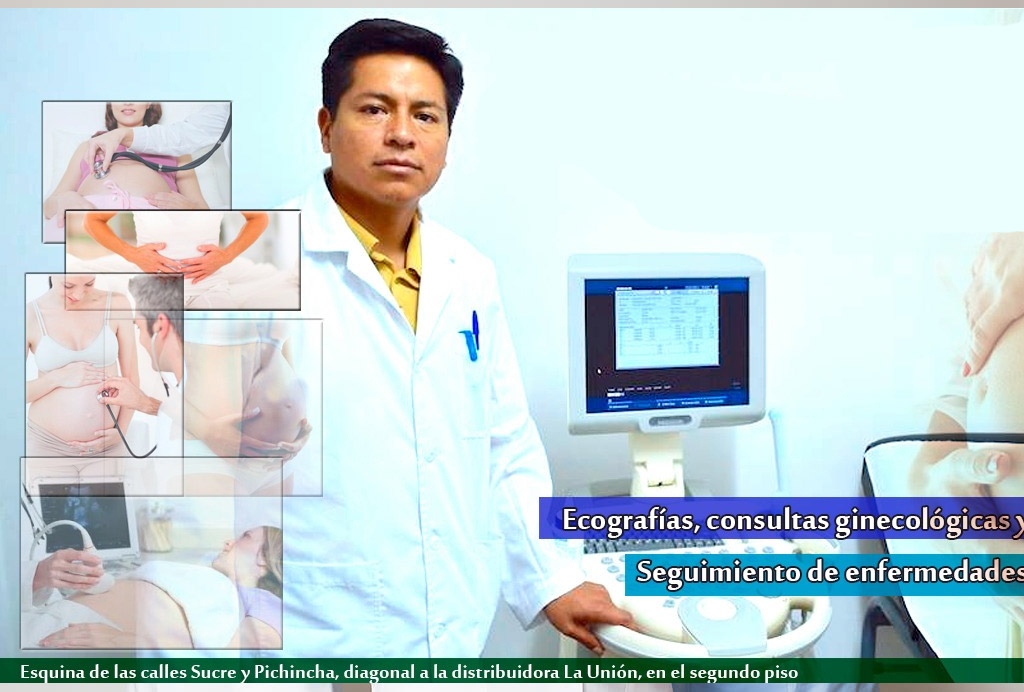 Ecografías, consultas ginecológicas y
Seguimiento de enfermedades
Esquina de las calles Sucre y Pichincha, diagonal a la distribuidora La Unión, en el segundo piso